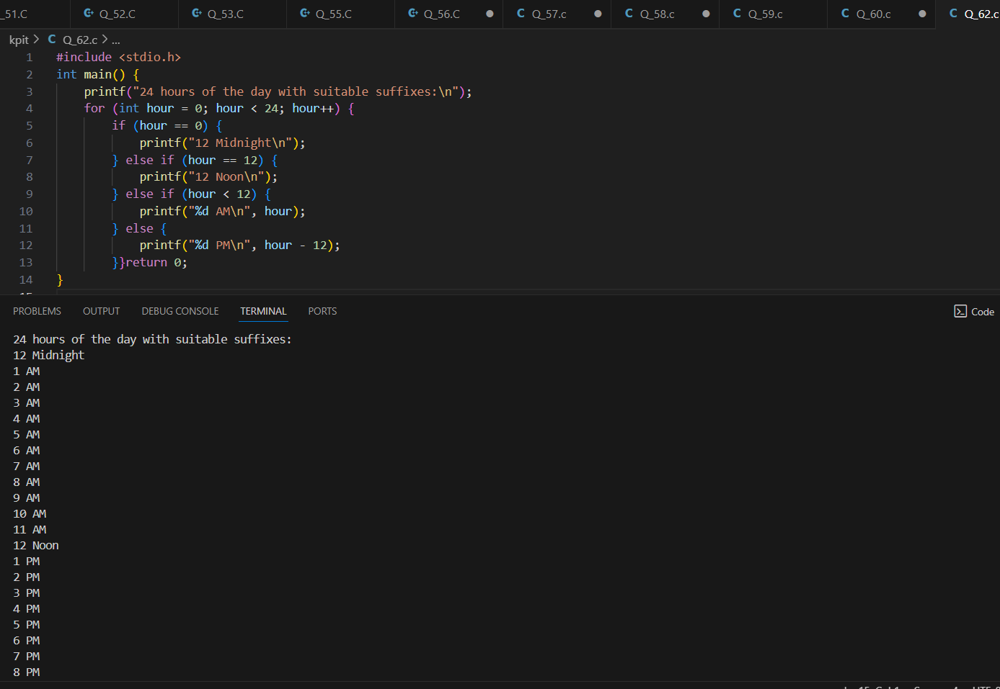 _51.C Q_52.C Q_53.C Q_55.C Q_56.C Q_57.c Q_58.c Q_59.c Q_60.c Q_62.c
kpit > C Q_62.c > ...
1 #include <stdio.h>
2 int main() {
3     printf("24 hours of the day with suitable suffixes:\n");
4     for (int hour = 0; hour < 24; hour++) {
5         if (hour == 0) {
6             printf("12 Midnight\n");
7         } else if (hour == 12) {
8             printf("12 Noon\n");
9         } else if (hour < 12) {
10             printf("%d AM\n", hour);
11         } else {
12             printf("%d PM\n", hour - 12);
13         }}return 0;
14 }
PROBLEMS OUTPUT DEBUG CONSOLE TERMINAL PORTS Code
24 hours of the day with suitable suffixes:
12 Midnight
1 AM
2 AM
3 AM
4 AM
5 AM
6 AM
7 AM
8 AM
9 AM
10 AM
11 AM
12 Noon
1 PM
2 PM
3 PM
4 PM
5 PM
6 PM
7 PM
8 PM